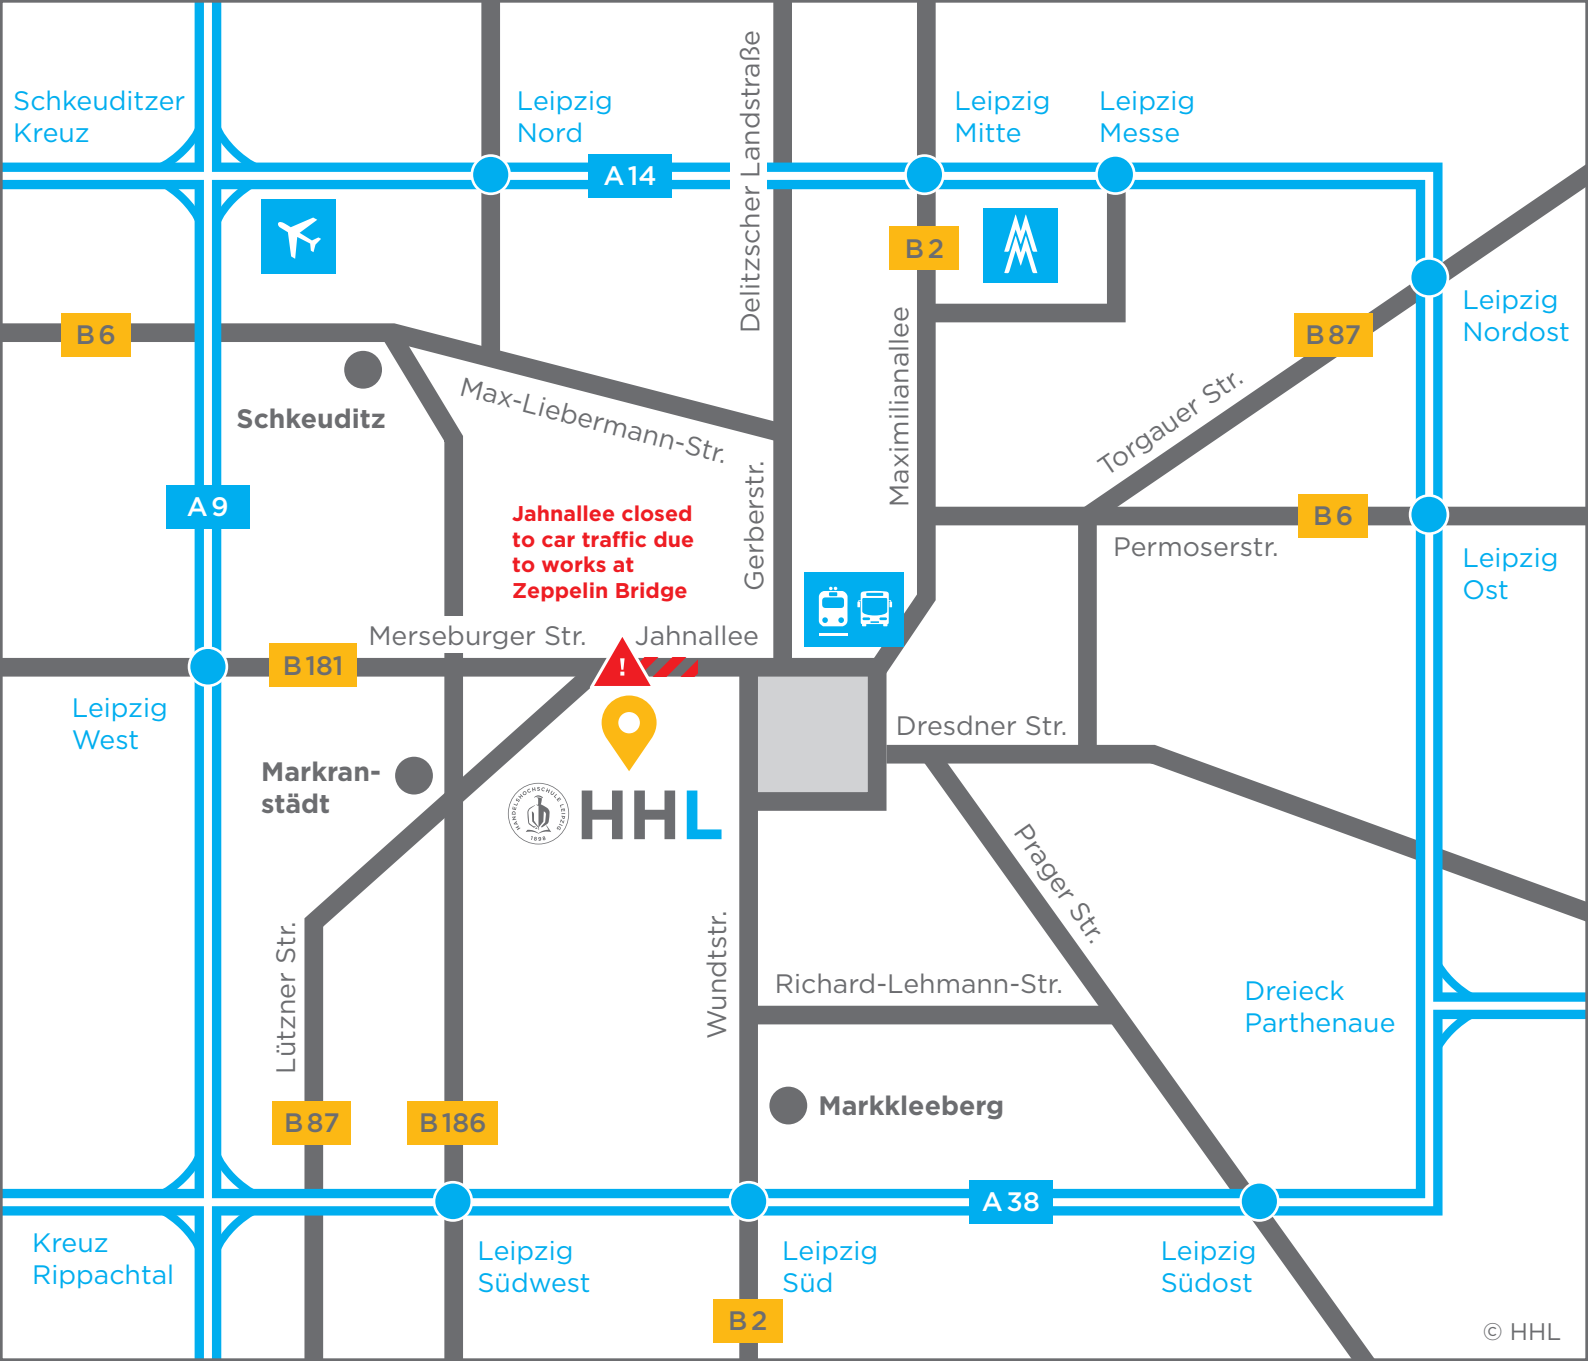 Schkeuditzer
Kreuz
Leipzig
Nord
A 14
Delitzscher Landstraße
Leipzig
Mitte
Leipzig
Messe
B 2
B 6
Schkeuditz
Max-Liebermann-Str.
Maximilianallee
Torgauer Str.
B 87
Leipzig
Nordost
A 9
Jahnallee closed
to car traffic due
to works at
Zeppelin Bridge
Gerberstr.
B 6
Permoserstr.
Leipzig
Ost
Merseburger Str.
Jahnallee
!
B 181
Leipzig
West
Dresdner Str.
Markran-
städt
HANDELSHOCHSCHULE LEIPZIG
1898
HHL
Prager Str.
Lützner Str.
Wundtstr.
Richard-Lehmann-Str.
Dreieck
Parthenaue
B 87
B 186
Markkleeberg
A 38
Kreuz
Rippachtal
Leipzig
Südwest
Leipzig
Süd
Leipzig
Südost
B 2
© HHL